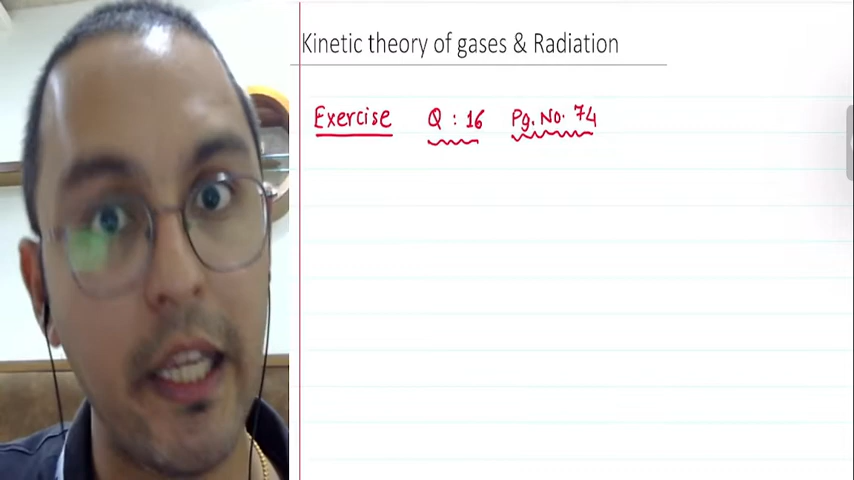 Kinetic theory of gases & Radiation
Exercise Q : 16 Pg. No. 74